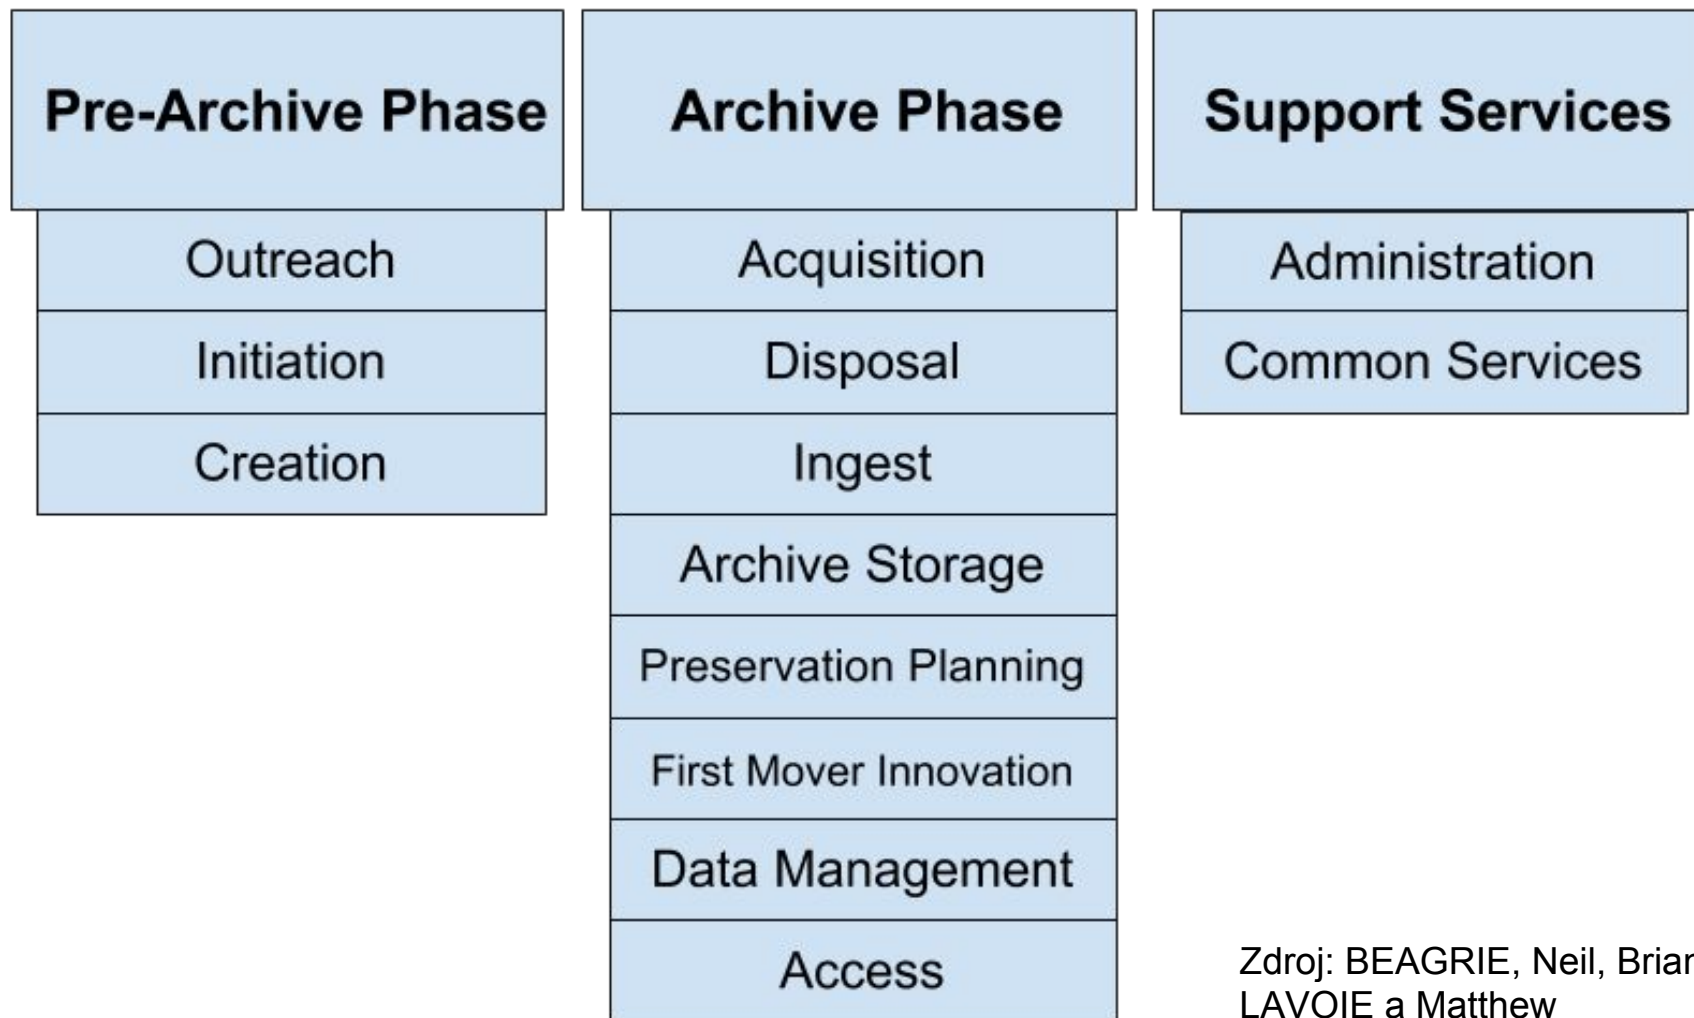 Pre-Archive Phase
Outreach
Initiation
Creation
Archive Phase
Acquisition
Disposal
Ingest
Archive Storage
Preservation Planning
First Mover Innovation
Data Management
Access
Support Services
Administration
Common Services
Zdroj: BEAGRIE, Neil, Brian
LAVOIE a Matthew